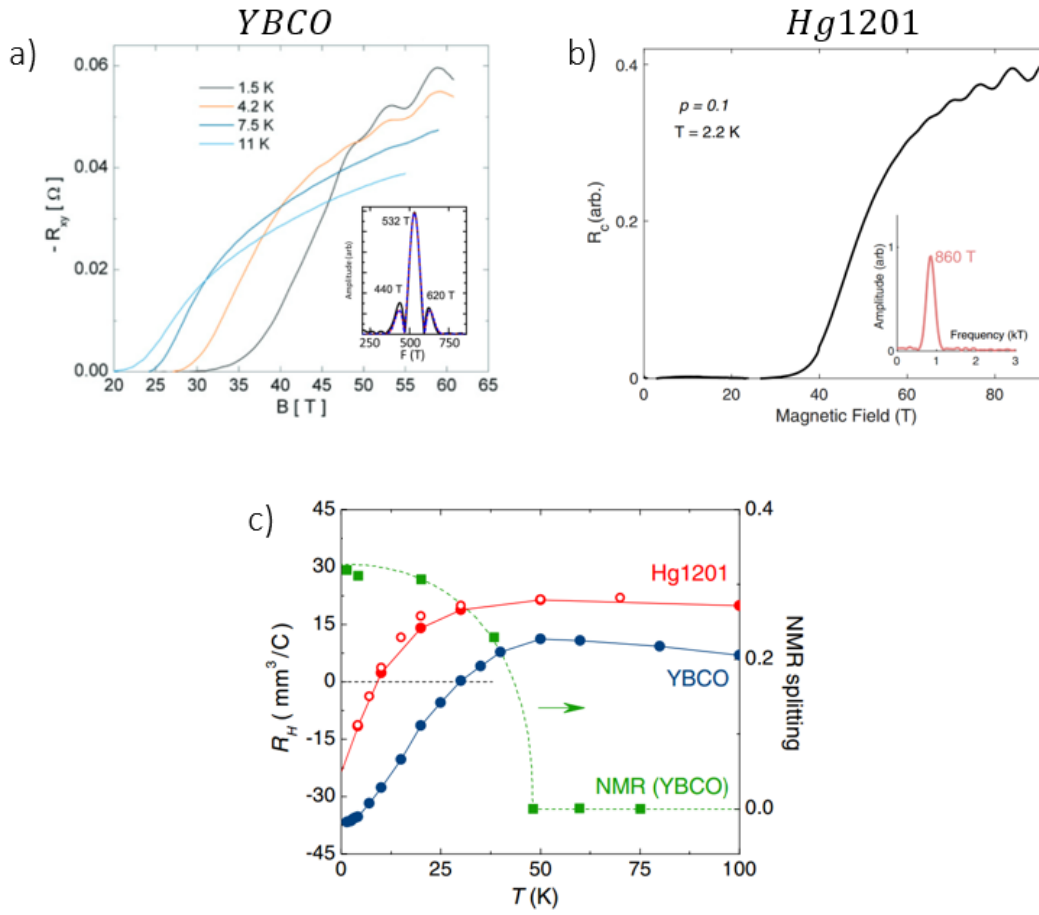 YBCO
Hg1201
a)
0.06
0.04
0.02
0.00
- Rxy [ Ω ]
1.5 K
4.2 K
7.5 K
11 K
20 25 30 35 40 45 50 55 60 65
B [ T ]
532 T
440 T
620 T
Amplitude (arb)
250 500 750
F (T)
b)
0.4
0.2
0
Rc (arb.)
p = 0.1
T = 2.2 K
0 40 60 80
Magnetic Field (T)
860 T
1
0
Amplitude (arb)
Frequency (kT)
0 1 2 3
c)
45
30
15
0
-15
-30
-45
RH ( mm³/C )
Hg1201
YBCO
NMR (YBCO)
0.4
0.2
0.0
NMR splitting
0 25 50 75 100
T (K)